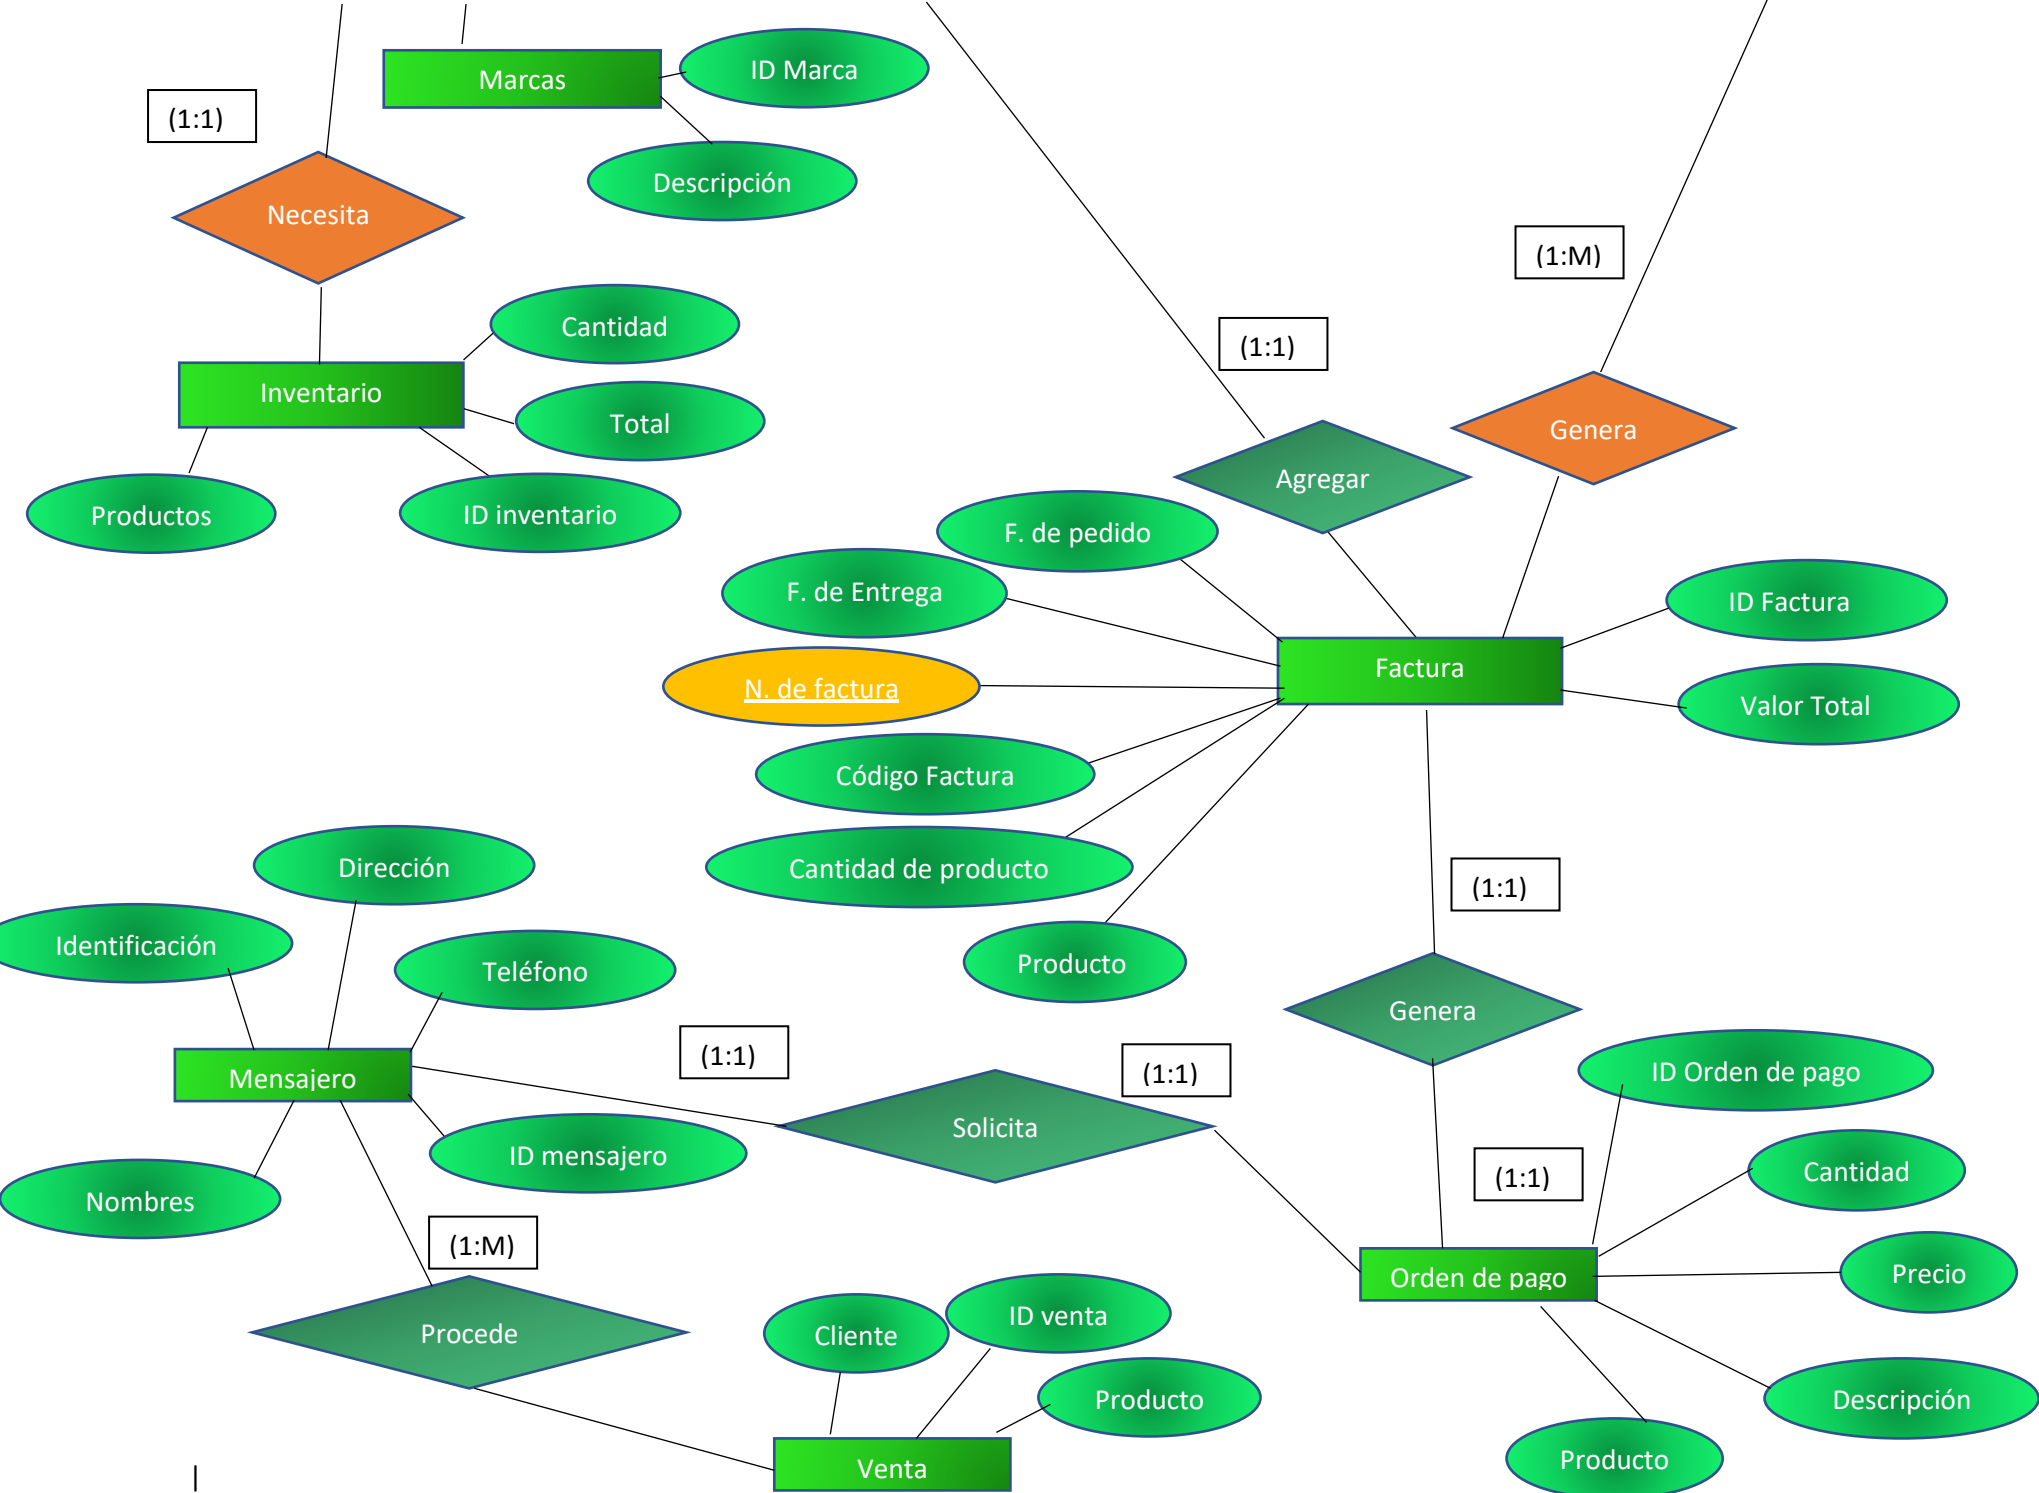 Marcas
ID Marca
(1:1)
Descripción
Necesita
(1:M)
Cantidad
(1:1)
Inventario
Total
Genera
Agregar
Productos
ID inventario
F. de pedido
F. de Entrega
ID Factura
Factura
N. de factura
Valor Total
Código Factura
Cantidad de producto
Dirección
(1:1)
Identificación
Teléfono
Producto
Genera
(1:1)
(1:1)
ID Orden de pago
Mensajero
Solicita
ID mensajero
Cantidad
(1:1)
Nombres
(1:M)
Orden de pago
Precio
Procede
Cliente
ID venta
Producto
Descripción
Venta
Producto